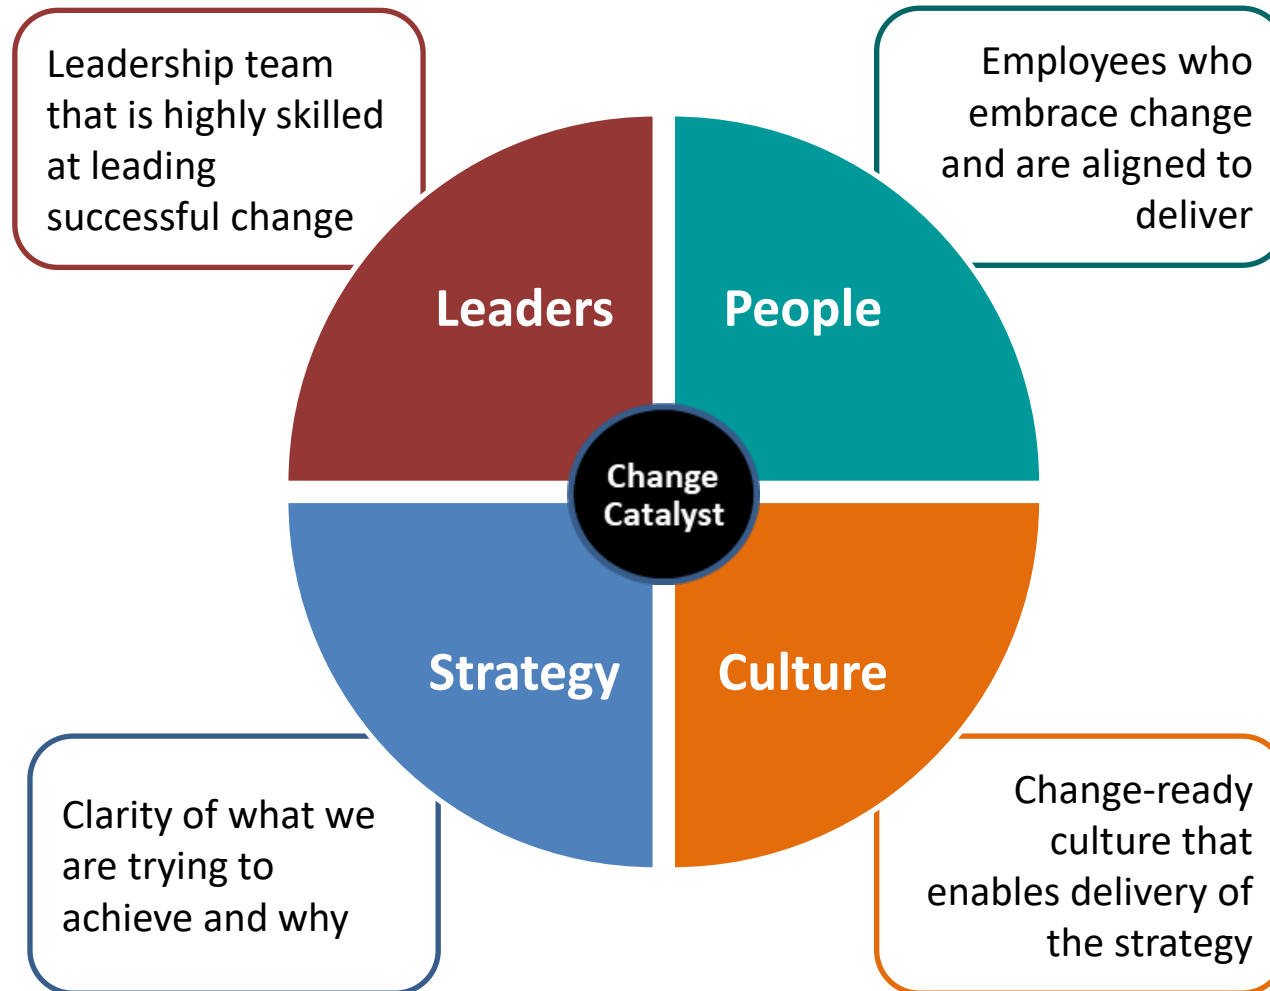 Leadership team
that is highly skilled
at leading
successful change
Employees who
embrace change
and are aligned to
deliver
Leaders
People
Change
Catalyst
Strategy
Culture
Clarity of what we
are trying to
achieve and why
Change-ready
culture that
enables delivery of
the strategy